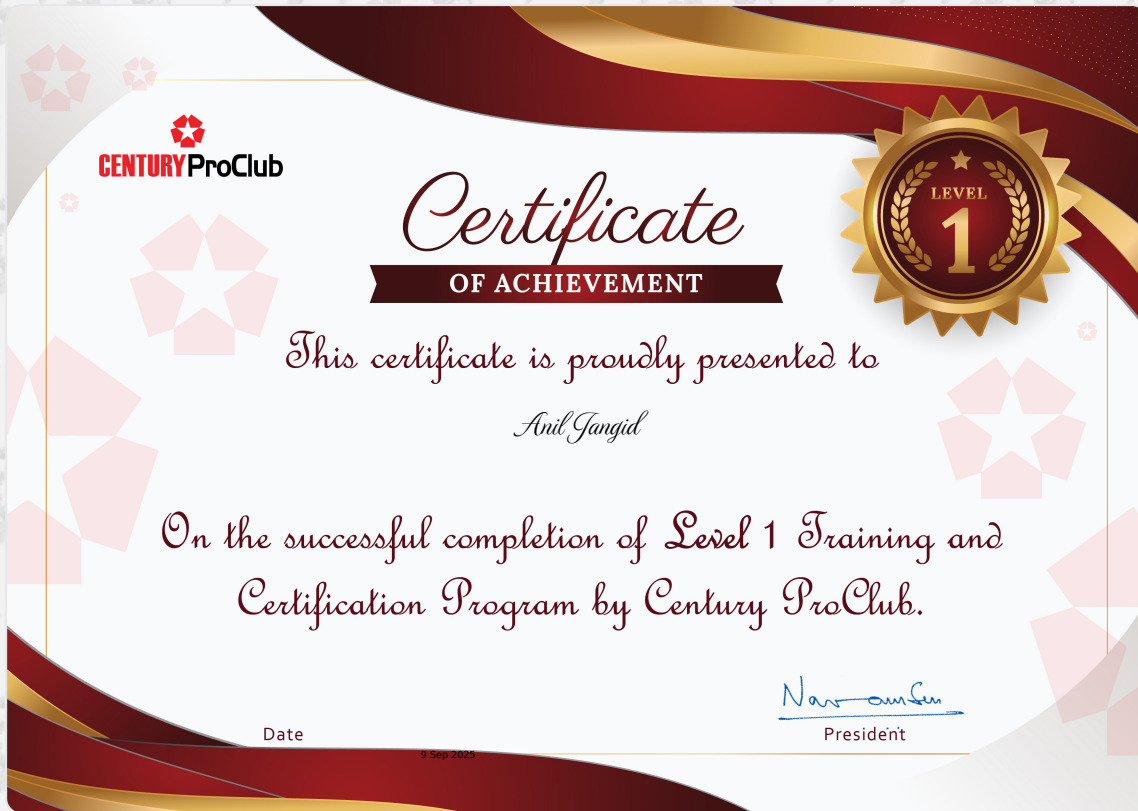 CENTURY ProClub
LEVEL
1
Certificate
OF ACHIEVEMENT
This certificate is proudly presented to
Anil Jangid
On the successful completion of Level 1 Training and
Certification Program by Century ProClub.
Date
President
9 Sep 2025